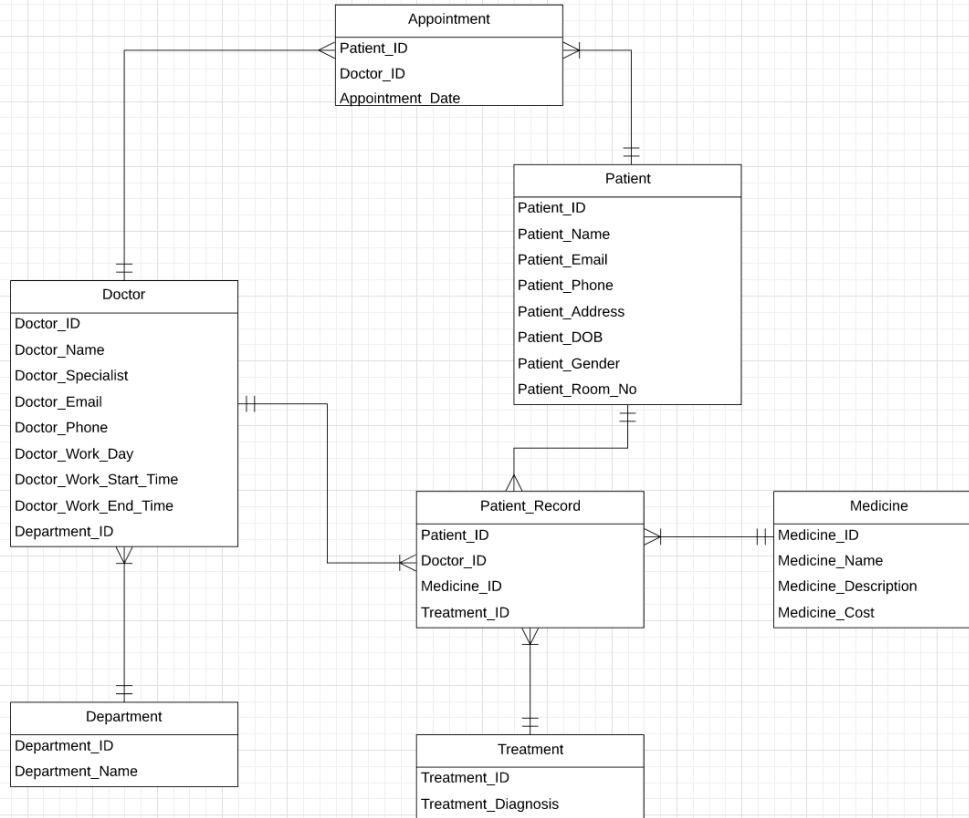 Appointment
Patient_ID
Doctor_ID
Appointment_Date
Patient
Patient_ID
Patient_Name
Patient_Email
Patient_Phone
Patient_Address
Patient_DOB
Patient_Gender
Patient_Room_No
Doctor
Doctor_ID
Doctor_Name
Doctor_Specialist
Doctor_Email
Doctor_Phone
Doctor_Work_Day
Doctor_Work_Start_Time
Doctor_Work_End_Time
Department_ID
Patient_Record
Patient_ID
Doctor_ID
Medicine_ID
Treatment_ID
Medicine
Medicine_ID
Medicine_Name
Medicine_Description
Medicine_Cost
Department
Department_ID
Department_Name
Treatment
Treatment_ID
Treatment_Diagnosis